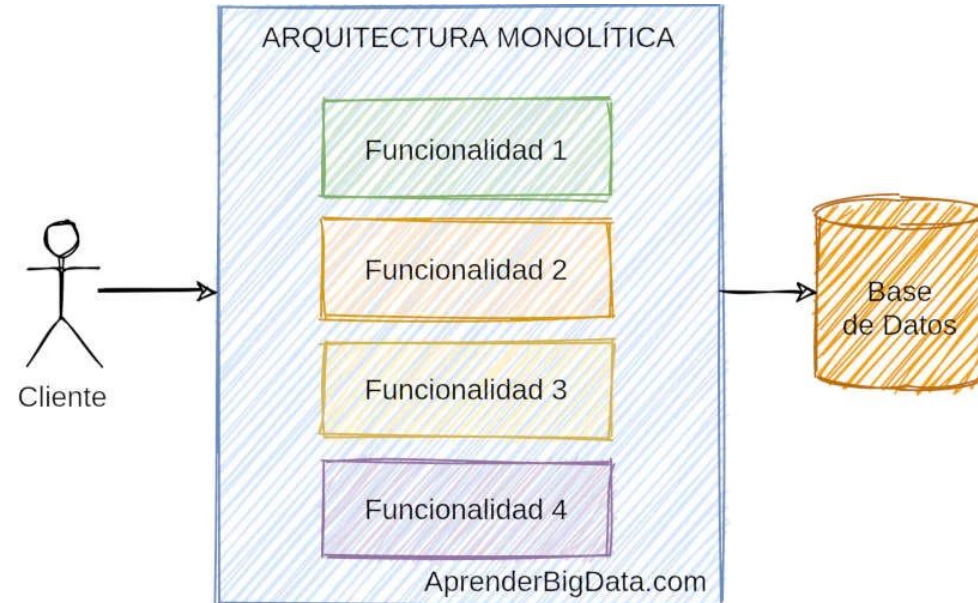 ARQUITECTURA MONOLÍTICA
Funcionalidad 1
Funcionalidad 2
Funcionalidad 3
Funcionalidad 4
Cliente
Base
de Datos
AprenderBigData.com